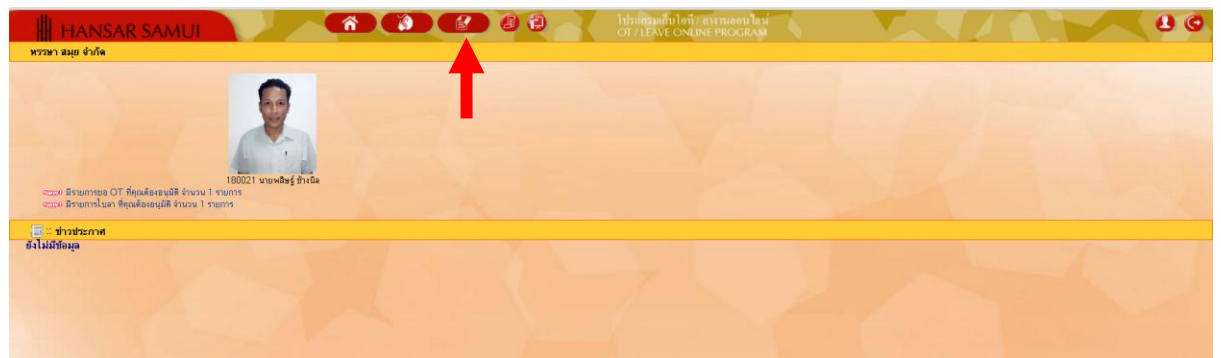 HANSAR SAMUI
โปรแกรมเก็บโอที / ลางานออนไลน์
OT / LEAVE ONLINE PROGRAM
หรรษา สมุย จำกัด
180021 นายพสิษฐ์ ช้างนิล
มีรายการขอ OT ที่คุณต้องอนุมัติ จำนวน 1 รายการ
มีรายการใบลา ที่คุณต้องอนุมัติ จำนวน 1 รายการ
:: ข่าวประกาศ
ยังไม่มีข้อมูล